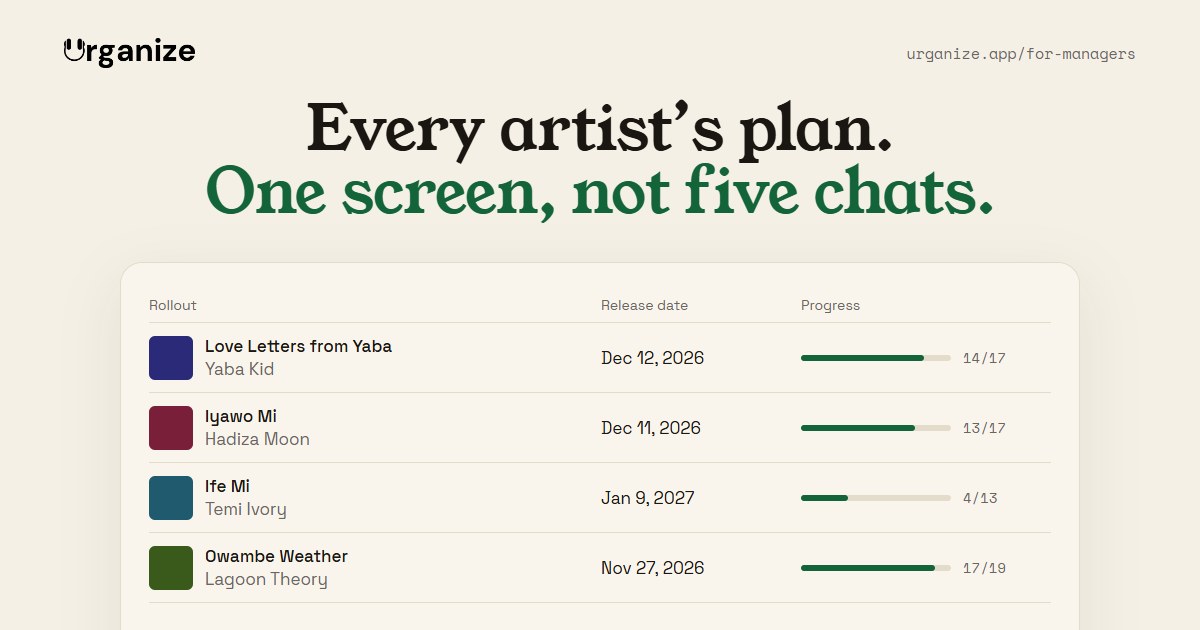 Urganize
urganize.app/for-managers
Every artist’s plan.
One screen, not five chats.
Rollout Release date Progress
Love Letters from Yaba
Yaba Kid
Dec 12, 2026
14/17
Iyawo Mi
Hadiza Moon
Dec 11, 2026
13/17
Ife Mi
Temi Ivory
Jan 9, 2027
4/13
Owambe Weather
Lagoon Theory
Nov 27, 2026
17/19